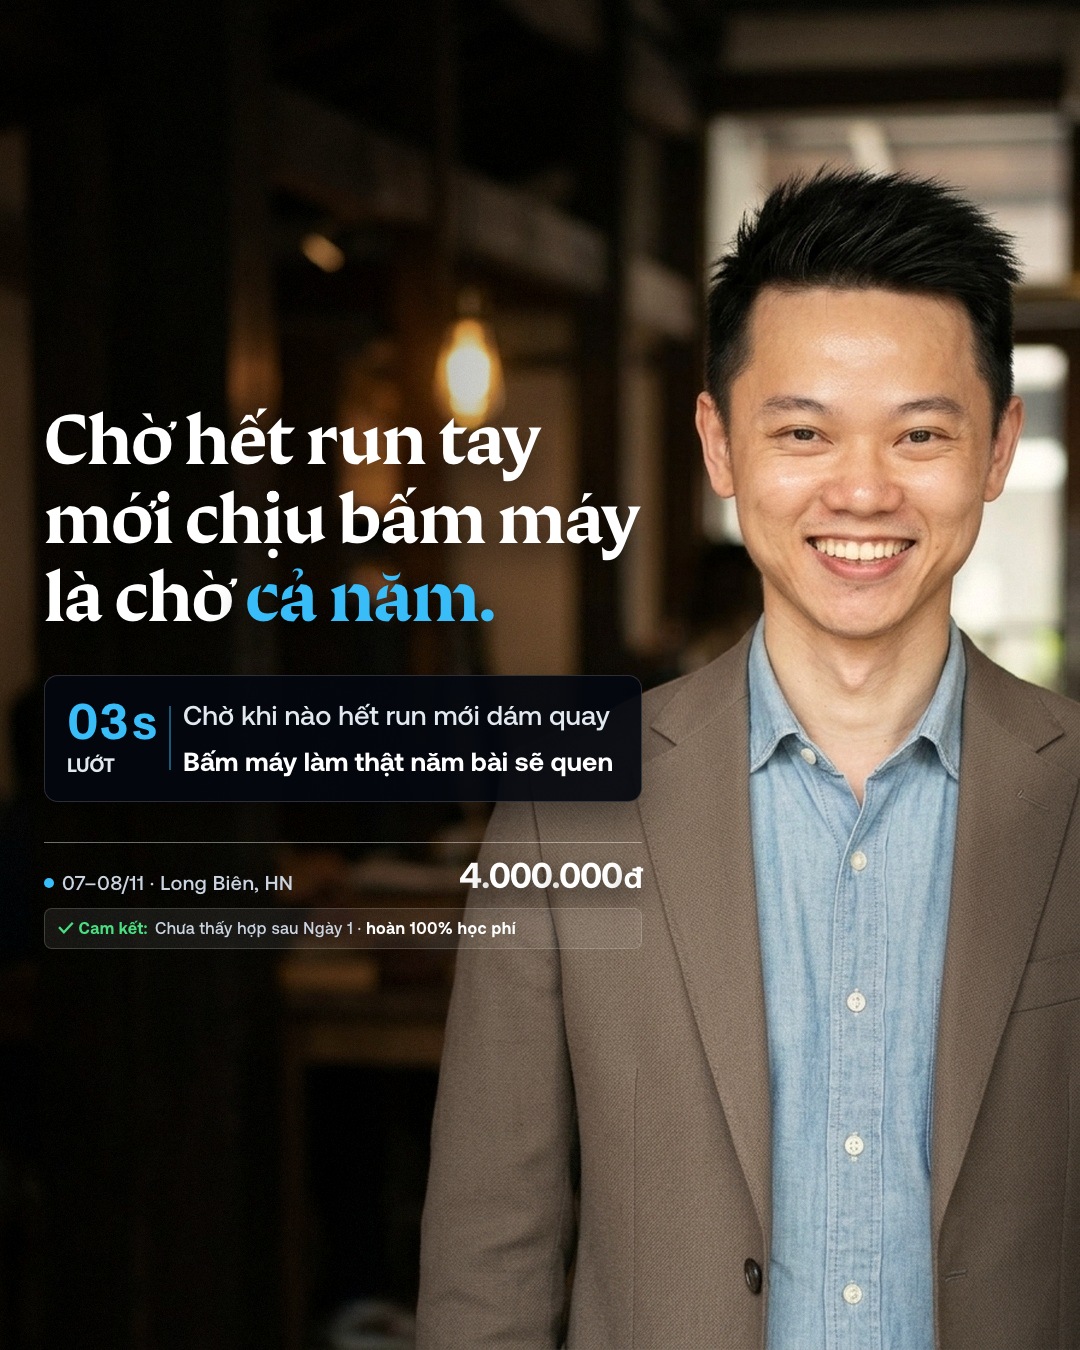 Chờ hết run tay
mới chịu bấm máy
là chờ cả năm.
03s
LƯỚT
Chờ khi nào hết run mới dám quay
Bấm máy làm thật năm bài sẽ quen
07–08/11 · Long Biên, HN
4.000.000đ
✓ Cam kết: Chưa thấy hợp sau Ngày 1 · hoàn 100% học phí